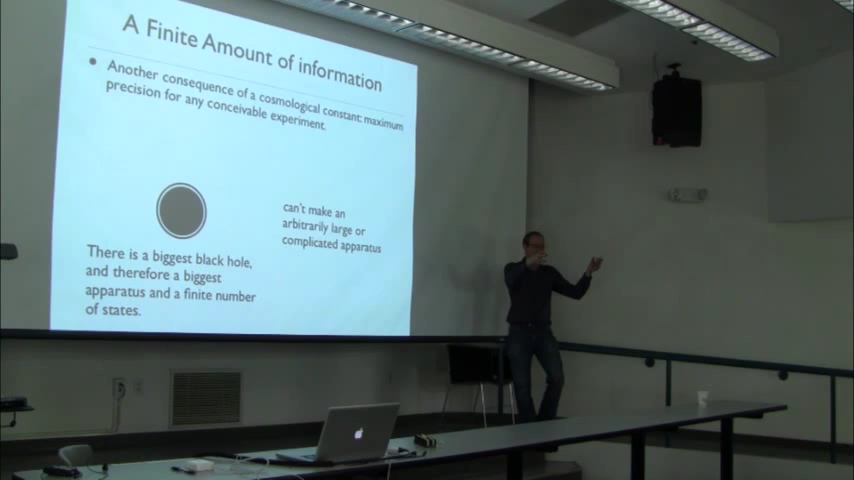 A Finite Amount of information
• Another consequence of a cosmological constant: maximum
precision for any conceivable experiment.
can't make an
arbitrarily large or
complicated apparatus
There is a biggest black hole,
and therefore a biggest
apparatus and a finite number
of states.